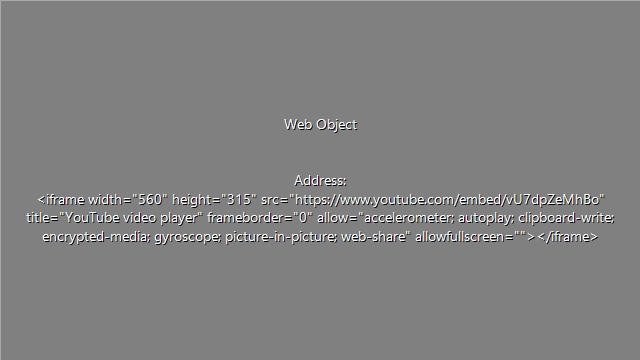 Web Object
Address:
<iframe width="560" height="315" src="https://www.youtube.com/embed/vU7dpZeMhBo"
title="YouTube video player" frameborder="0" allow="accelerometer; autoplay; clipboard-write;
encrypted-media; gyroscope; picture-in-picture; web-share" allowfullscreen=""></iframe>